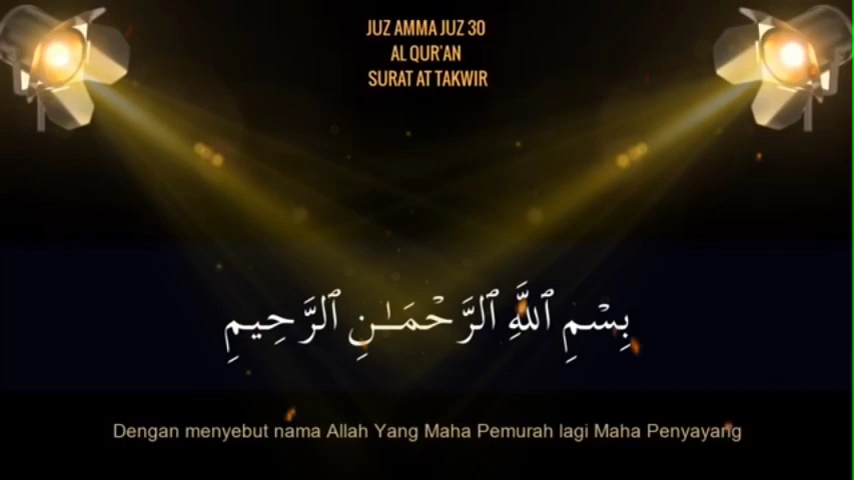 JUZ AMMA JUZ 30
AL QUR'AN
SURAT AT TAKWIR
بِسْمِ ٱللَّهِ ٱلرَّحْمَـٰنِ ٱلرَّحِيمِ
Dengan menyebut nama Allah Yang Maha Pemurah lagi Maha Penyayang